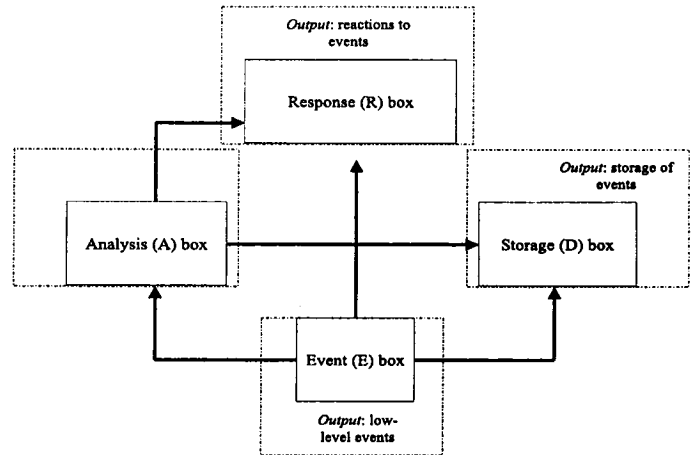 Output: reactions to
events
Response (R) box
Output: storage of
events
Analysis (A) box
Storage (D) box
Event (E) box
Output: low-
level events